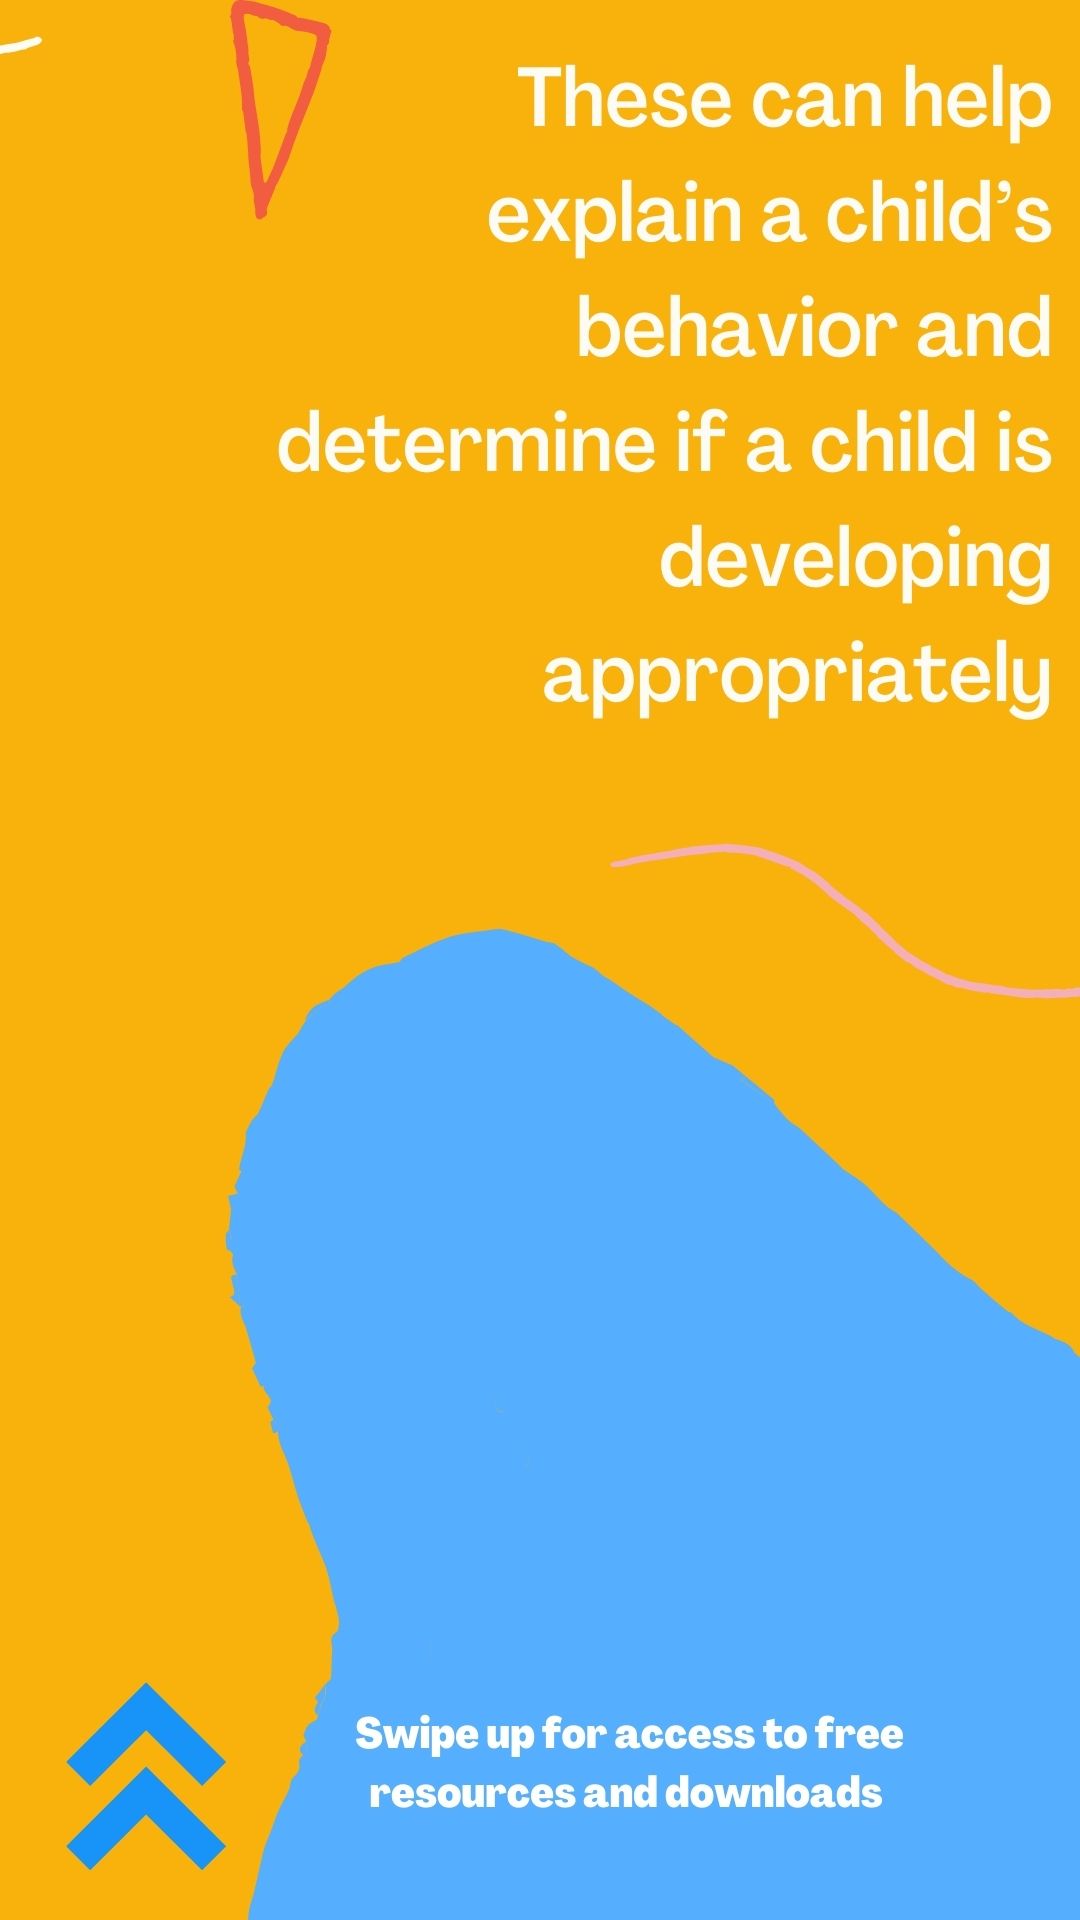 These can help
explain a child’s
behavior and
determine if a child is
developing
appropriately
Swipe up for access to free
resources and downloads